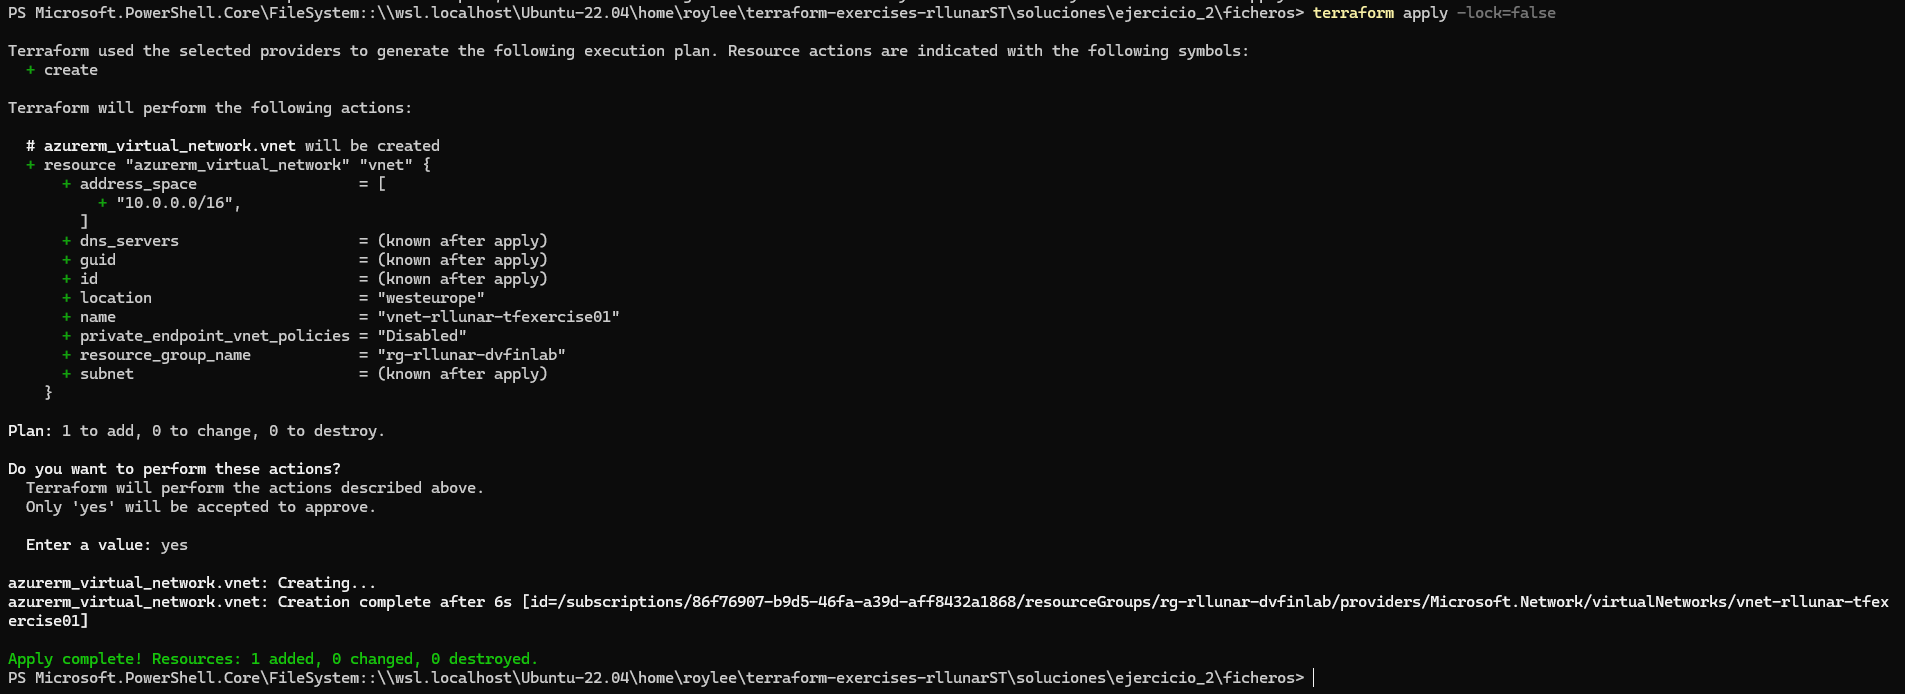 PS Microsoft.PowerShell.Core\FileSystem::\\wsl.localhost\Ubuntu-22.04\home\roylee\terraform-exercises-rllunarST\soluciones\ejercicio_2\ficheros> terraform apply -lock=false

Terraform used the selected providers to generate the following execution plan. Resource actions are indicated with the following symbols:
  + create

Terraform will perform the following actions:

  # azurerm_virtual_network.vnet will be created
  + resource "azurerm_virtual_network" "vnet" {
      + address_space                  = [
          + "10.0.0.0/16",
        ]
      + dns_servers                    = (known after apply)
      + guid                           = (known after apply)
      + id                             = (known after apply)
      + location                       = "westeurope"
      + name                           = "vnet-rllunar-tfexercise01"
      + private_endpoint_vnet_policies = "Disabled"
      + resource_group_name            = "rg-rllunar-dvfinlab"
      + subnet                         = (known after apply)
    }

Plan: 1 to add, 0 to change, 0 to destroy.

Do you want to perform these actions?
  Terraform will perform the actions described above.
  Only 'yes' will be accepted to approve.

  Enter a value: yes

azurerm_virtual_network.vnet: Creating...
azurerm_virtual_network.vnet: Creation complete after 6s [id=/subscriptions/86f76907-b9d5-46fa-a39d-aff8432a1868/resourceGroups/rg-rllunar-dvfinlab/providers/Microsoft.Network/virtualNetworks/vnet-rllunar-tfex
ercise01]

Apply complete! Resources: 1 added, 0 changed, 0 destroyed.
PS Microsoft.PowerShell.Core\FileSystem::\\wsl.localhost\Ubuntu-22.04\home\roylee\terraform-exercises-rllunarST\soluciones\ejercicio_2\ficheros>